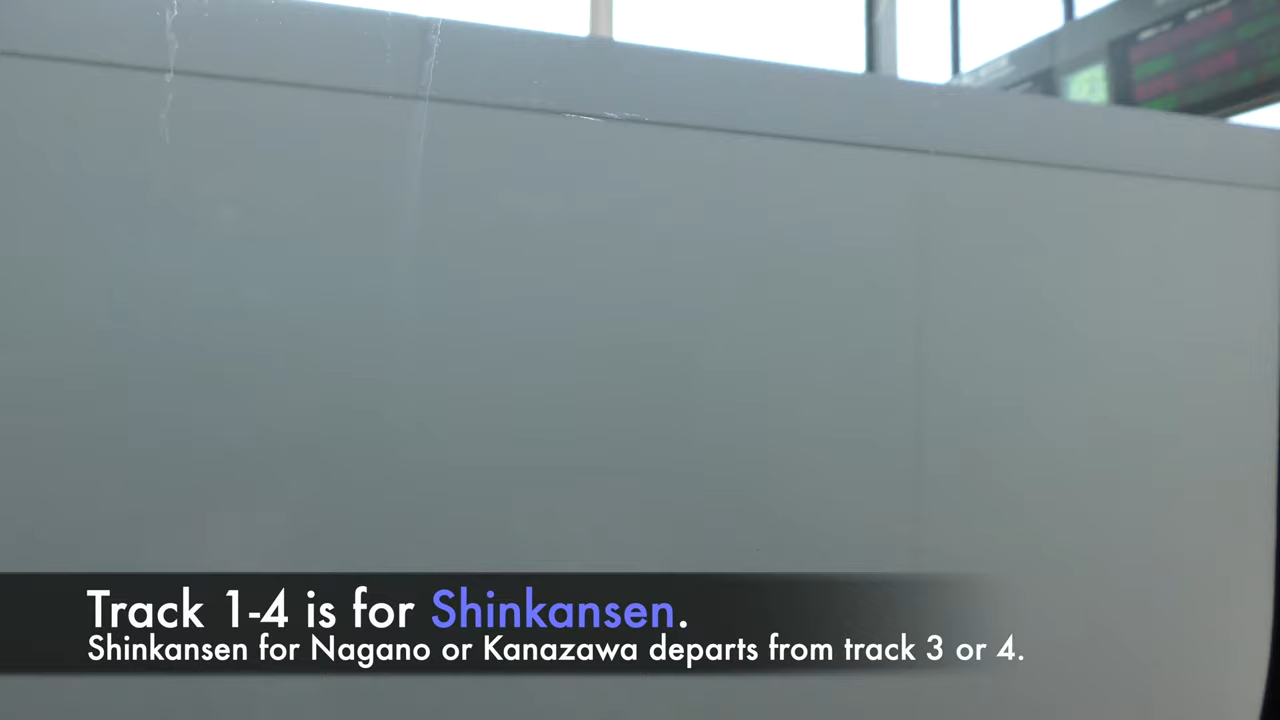 Track 1-4 is for Shinkansen.
Shinkansen for Nagano or Kanazawa departs from track 3 or 4.